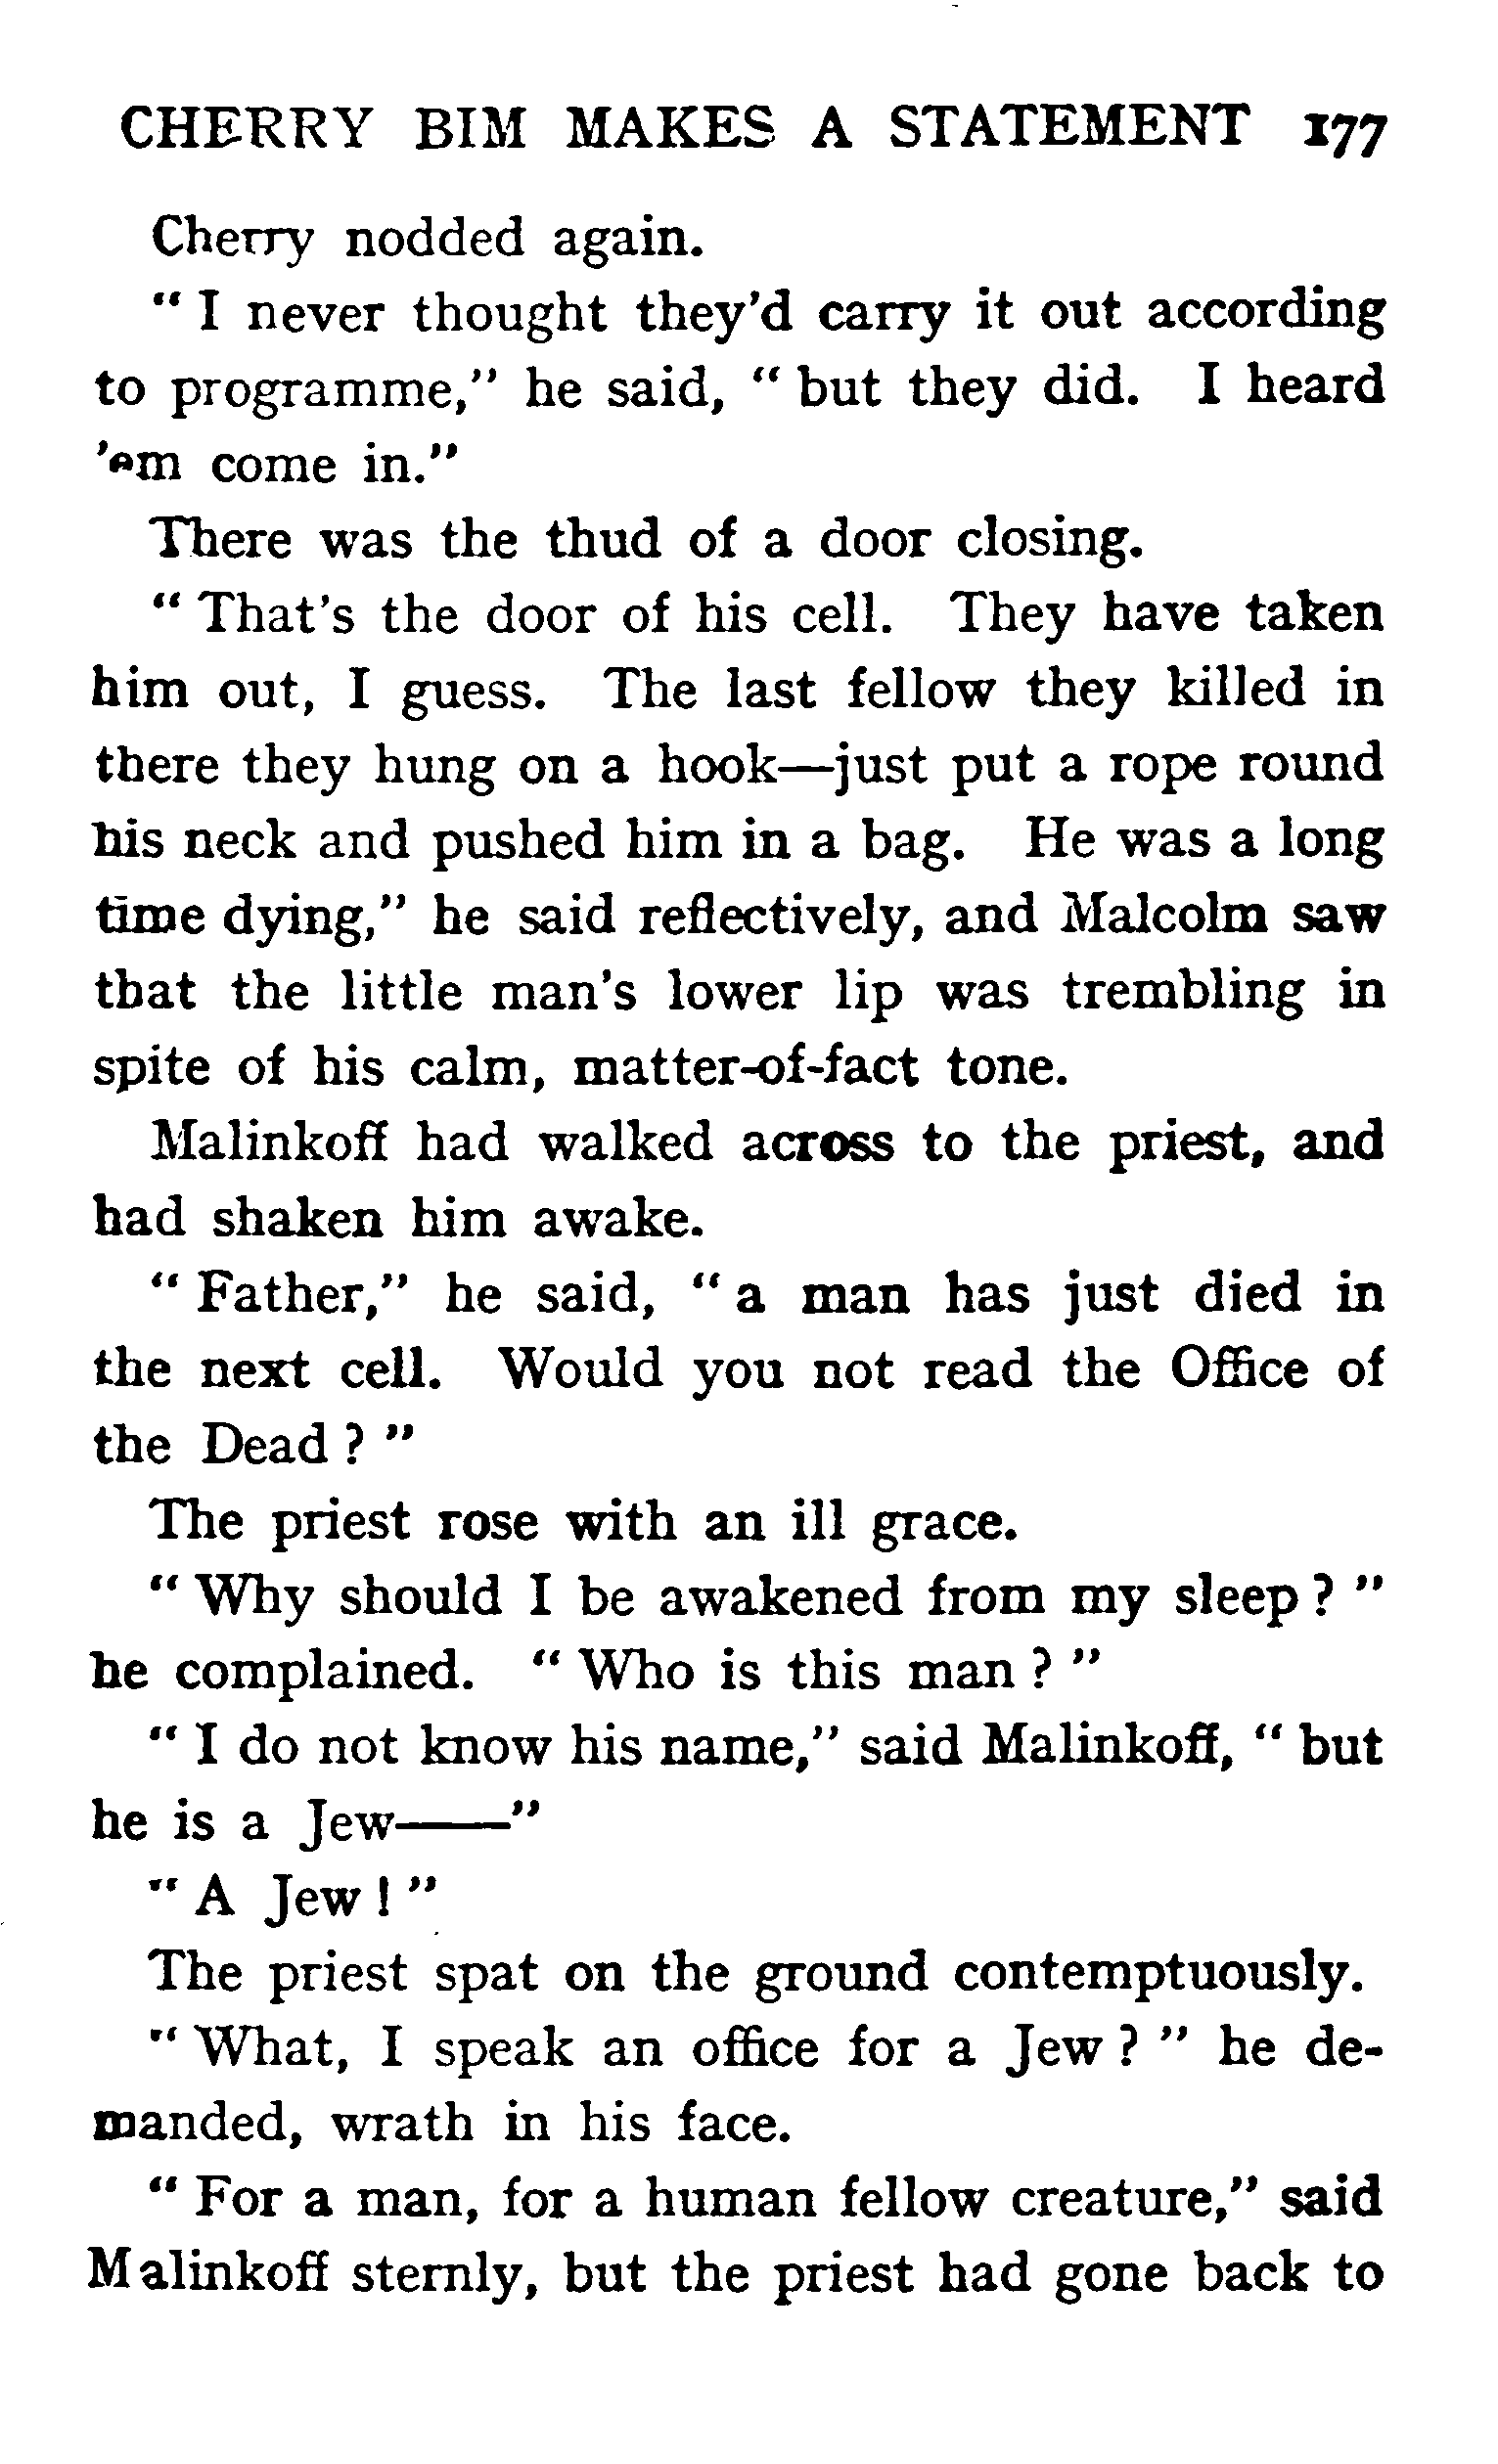 CHERRY BIM MAKES A STATEMENT 177
Cherry nodded again.
" I never thought they'd carry it out according
to programme," he said, " but they did. I heard
'em come in."
There was the thud of a door closing.
" That's the door of his cell. They have taken
him out, I guess. The last fellow they killed in
there they hung on a hook—just put a rope round
his neck and pushed him in a bag. He was a long
time dying," he said reflectively, and Malcolm saw
that the little man's lower lip was trembling in
spite of his calm, matter-of-fact tone.
Malinkoff had walked across to the priest, and
had shaken him awake.
" Father," he said, " a man has just died in
the next cell. Would you not read the Office of
the Dead ? "
The priest rose with an ill grace.
" Why should I be awakened from my sleep ? "
he complained. " Who is this man ? "
" I do not know his name," said Malinkoff, " but
he is a Jew——"
" A Jew ! "
The priest spat on the ground contemptuously.
" What, I speak an office for a Jew ? " he de-
manded, wrath in his face.
" For a man, for a human fellow creature," said
Malinkoff sternly, but the priest had gone back to